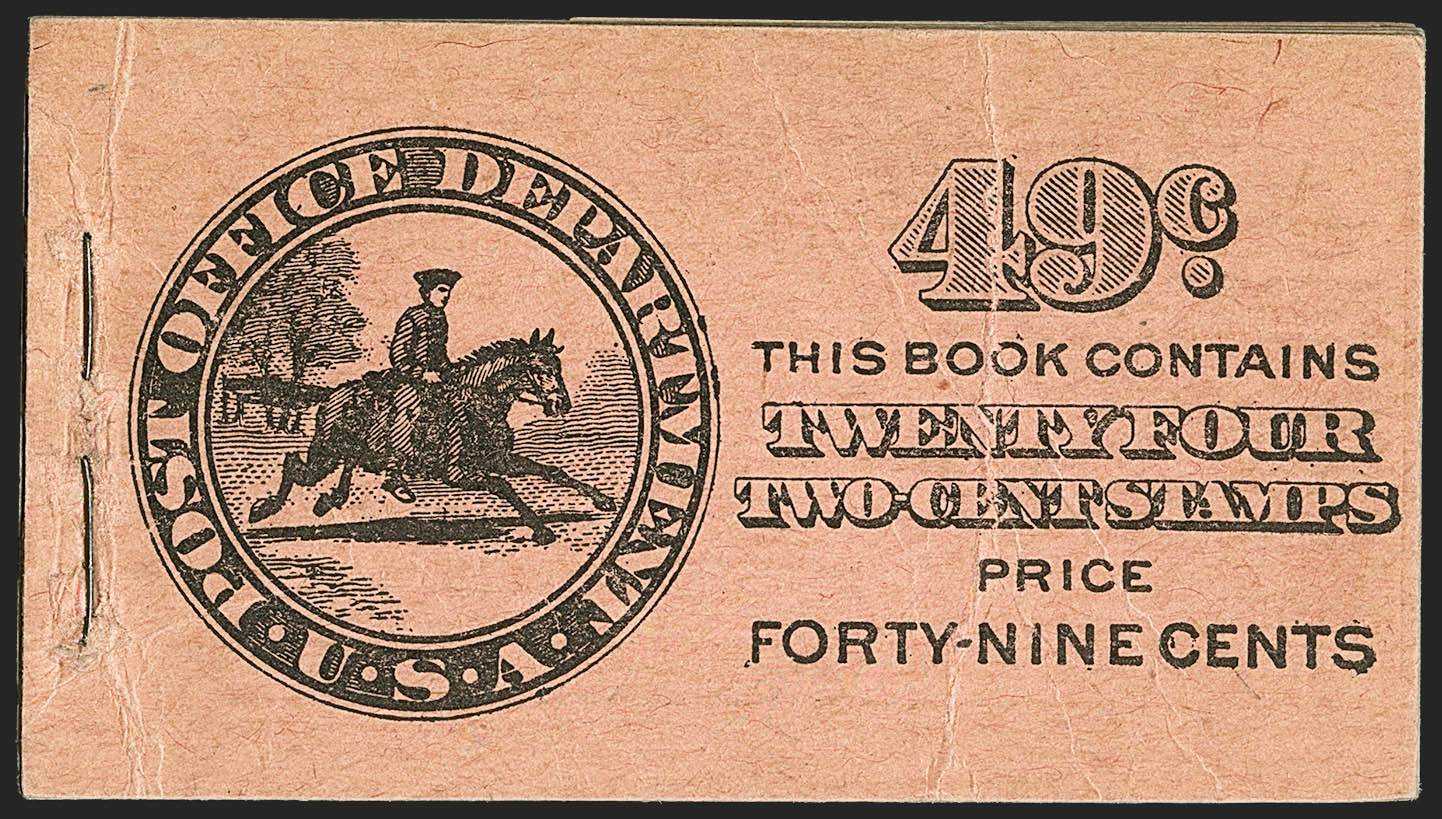 POST OFFICE DEPARTMENT
·U·S·A·
49¢
THIS BOOK CONTAINS
TWENTY FOUR
TWO-CENT STAMPS
PRICE
FORTY-NINE CENTS